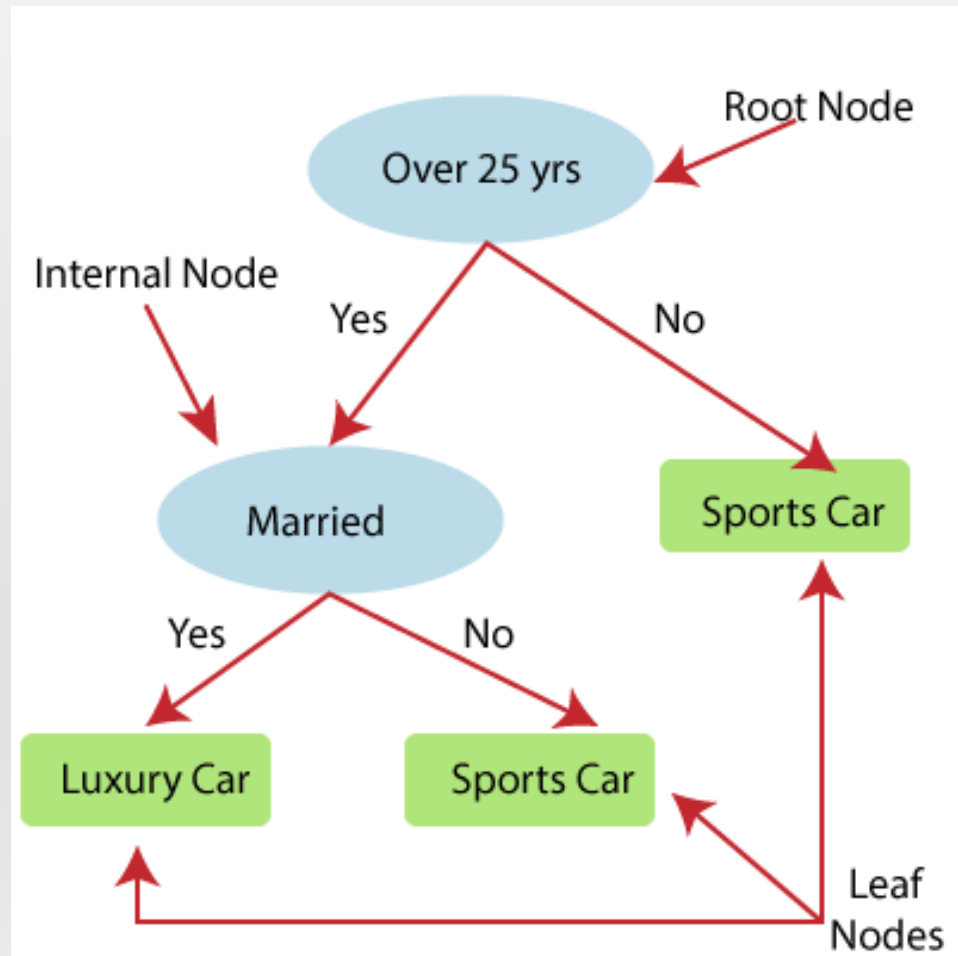 Root Node
Over 25 yrs
Internal Node
Yes
No
Married
Sports Car
Yes
No
Luxury Car
Sports Car
Leaf
Nodes